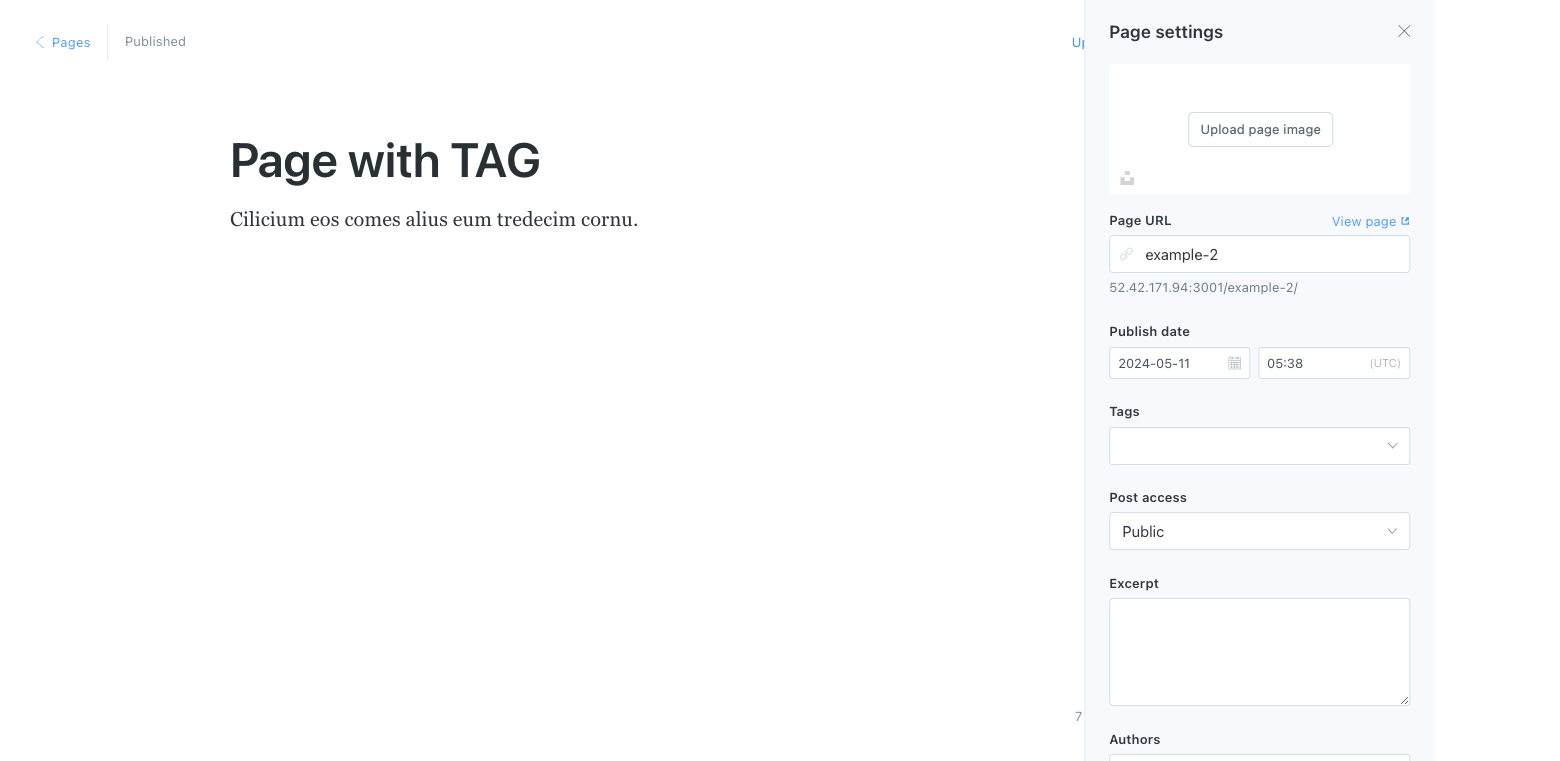 Pages
Published
Up
Page with TAG
Cilicium eos comes alius eum tredecim cornu.
7
Page settings
Upload page image
Page URL
View page
example-2
52.42.171.94:3001/example-2/
Publish date
2024-05-11
05:38
(UTC)
Tags
Post access
Public
Excerpt
Authors